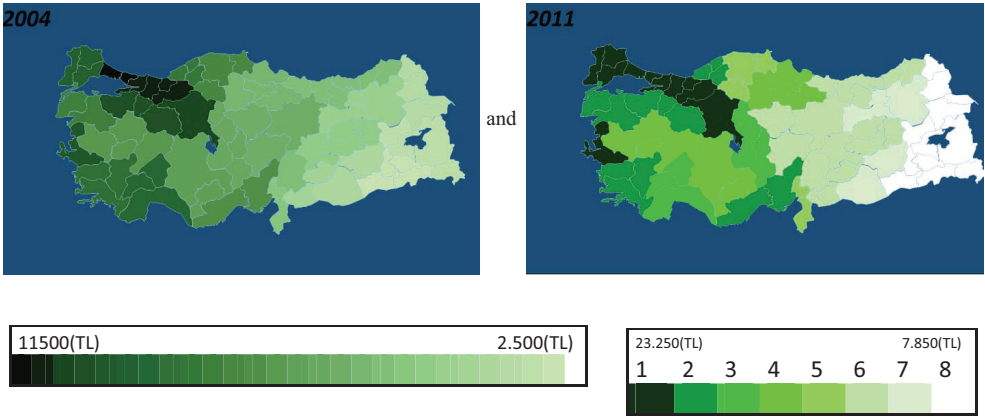 2004
2011
and
11500(TL) 2.500(TL)
23.250(TL) 7.850(TL)
1 2 3 4 5 6 7 8